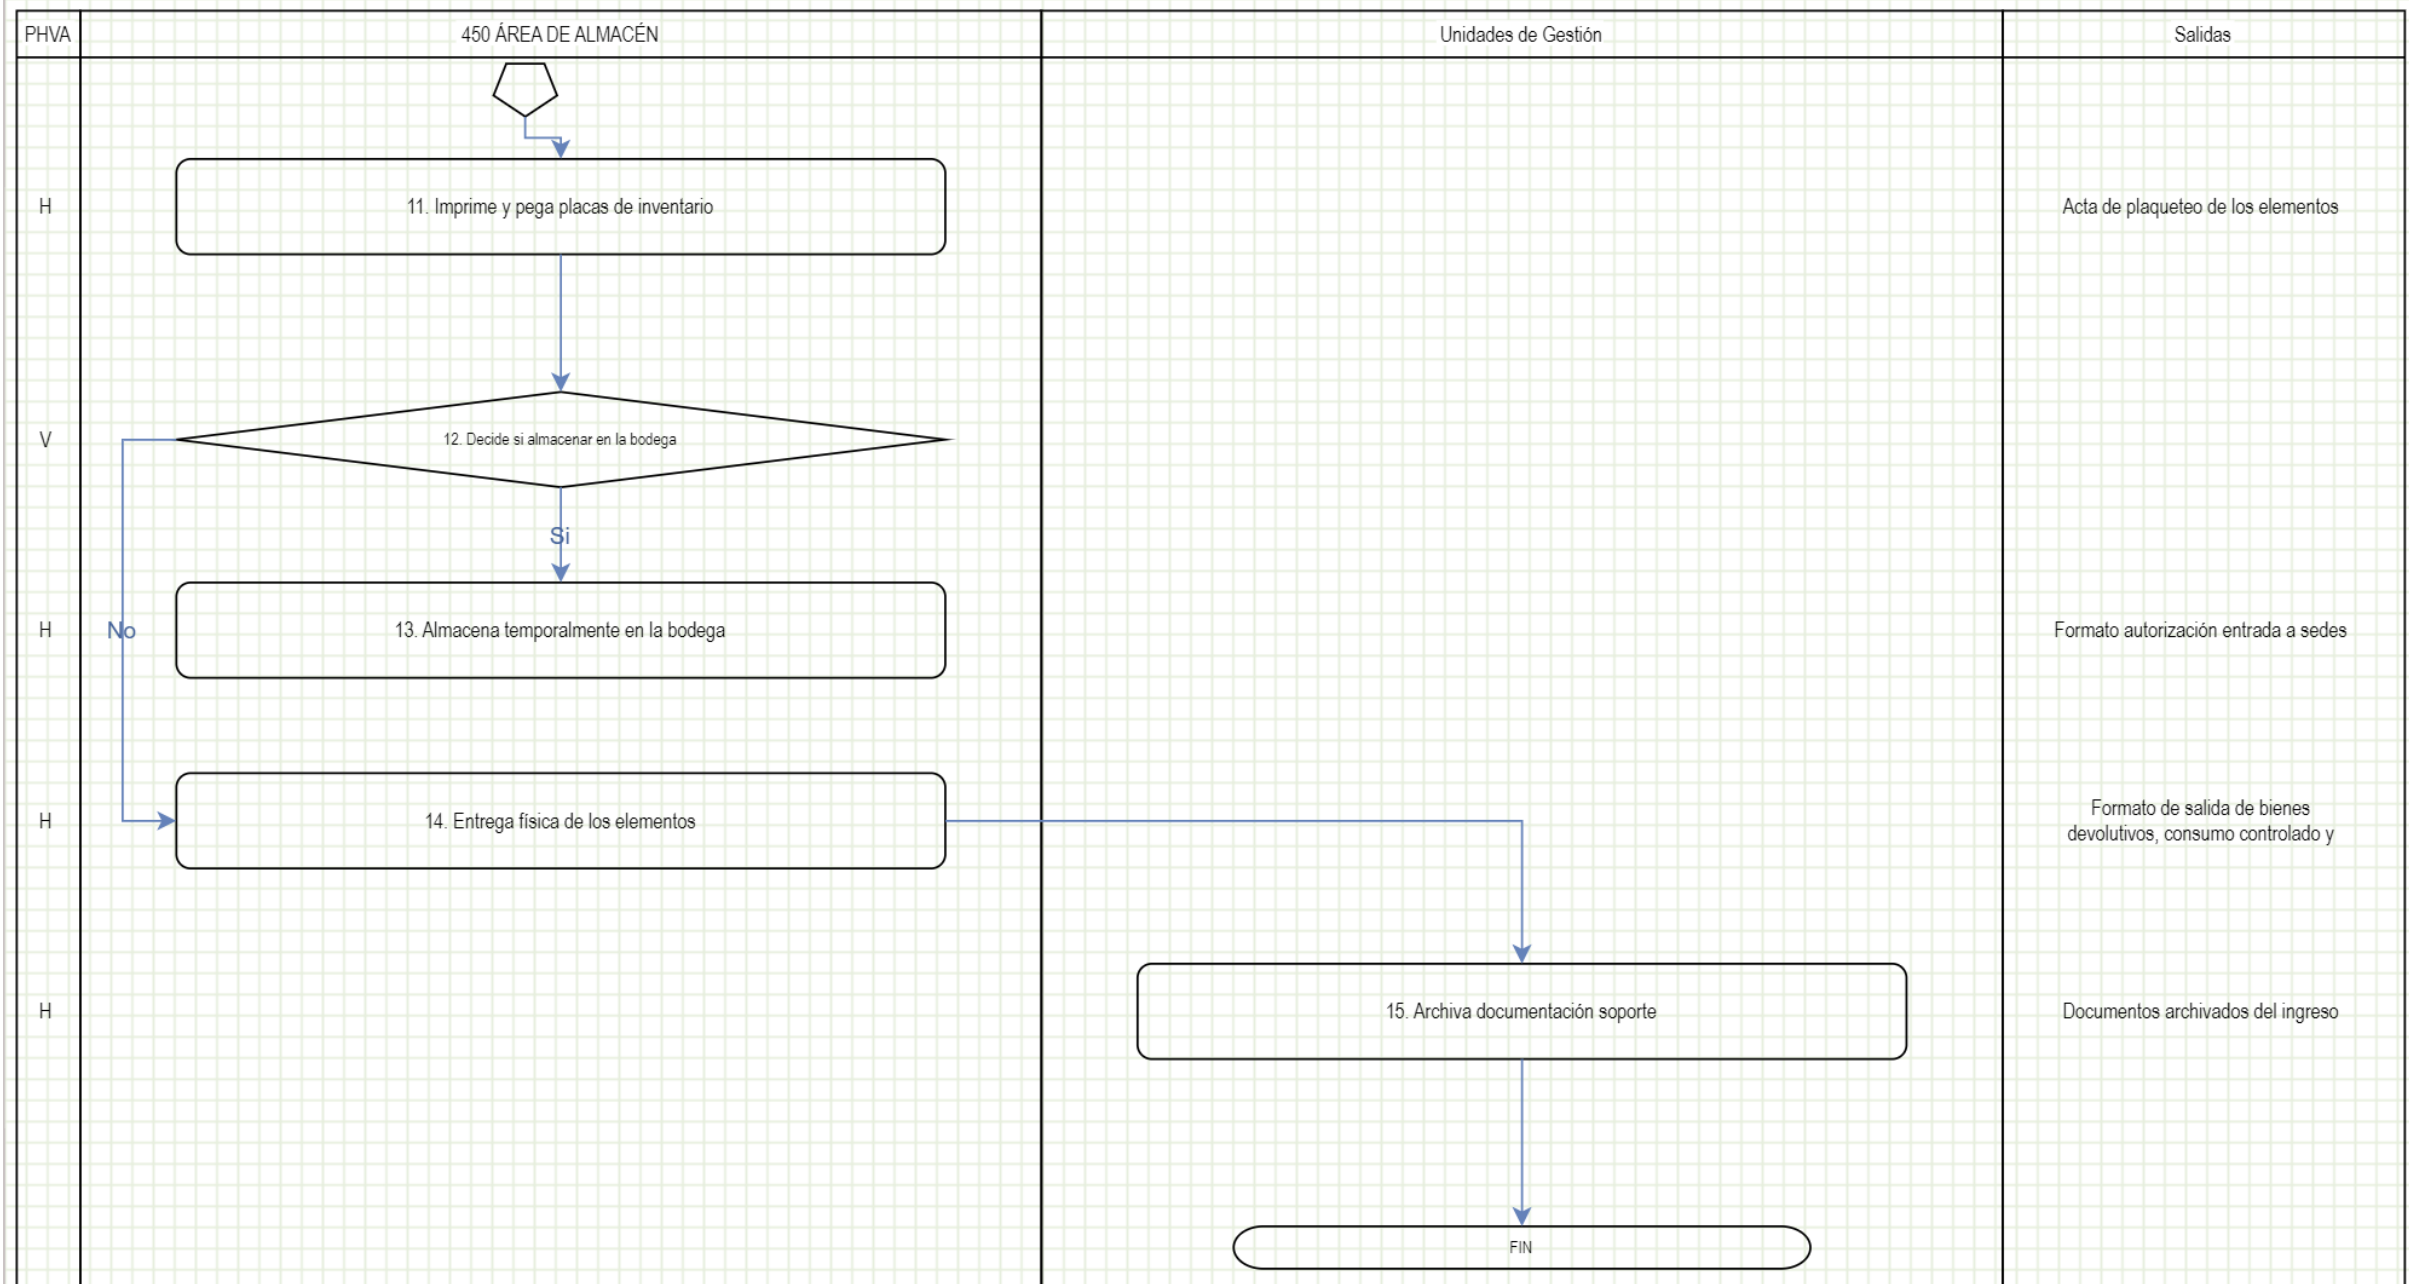 PHVA
450 ÁREA DE ALMACÉN
Unidades de Gestión
Salidas
H
11. Imprime y pega placas de inventario
Acta de plaqueteo de los elementos
V
12. Decide si almacenar en la bodega
Si
H
No
13. Almacena temporalmente en la bodega
Formato autorización entrada a sedes
H
14. Entrega física de los elementos
Formato de salida de bienes
devolutivos, consumo controlado y
H
15. Archiva documentación soporte
Documentos archivados del ingreso
FIN